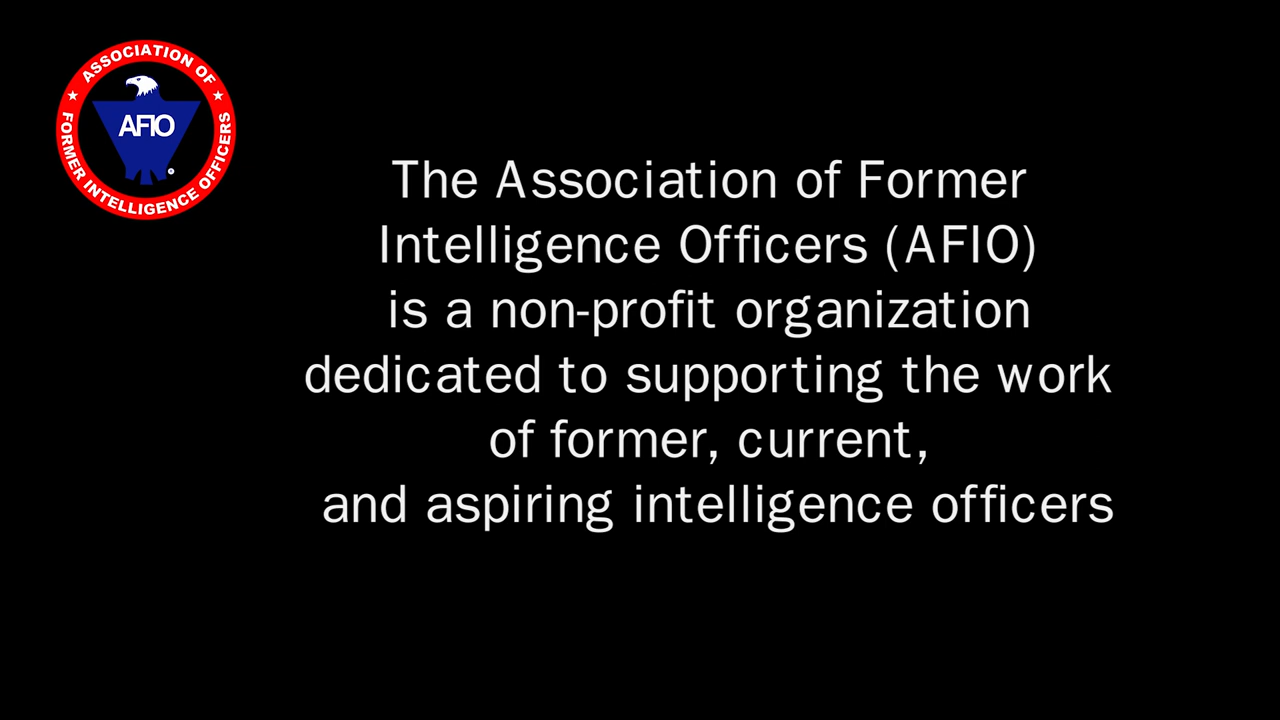 ASSOCIATION OF
FORMER INTELLIGENCE OFFICERS
AFIO
The Association of Former
Intelligence Officers (AFIO)
is a non-profit organization
dedicated to supporting the work
of former, current,
and aspiring intelligence officers